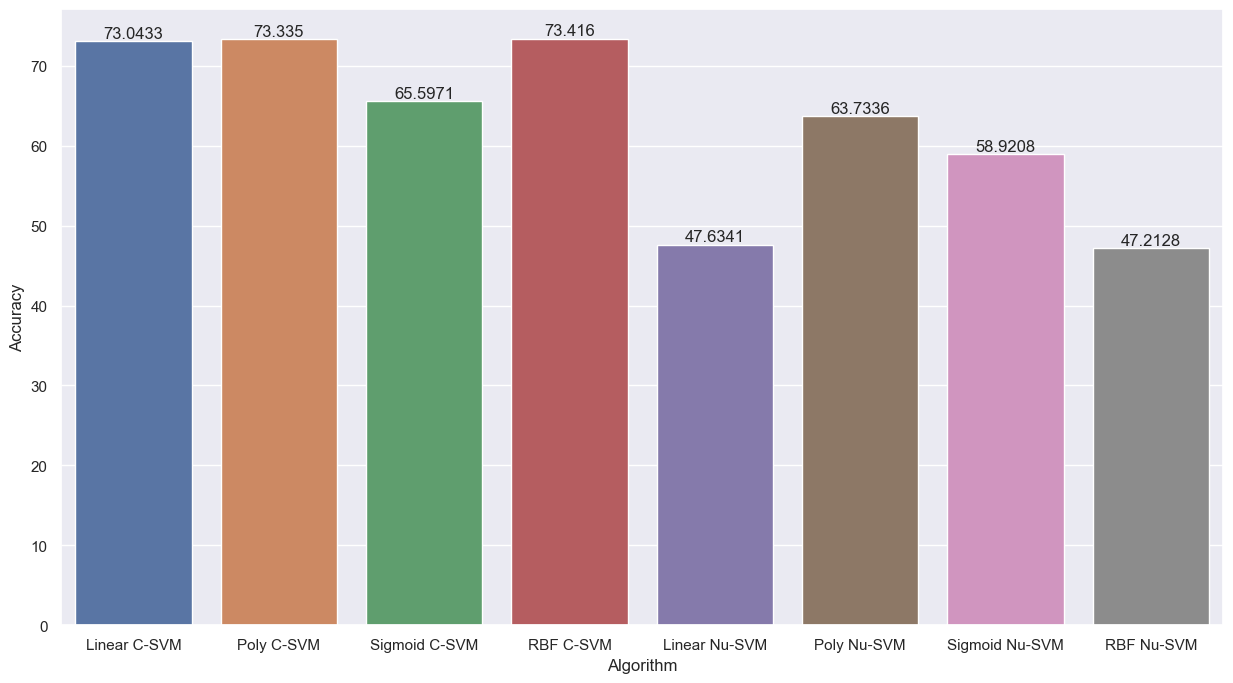 73.0433
73.335
65.5971
73.416
47.6341
63.7336
58.9208
47.2128
70
60
50
40
30
20
10
0
Accuracy
Linear C-SVM
Poly C-SVM
Sigmoid C-SVM
RBF C-SVM
Linear Nu-SVM
Poly Nu-SVM
Sigmoid Nu-SVM
RBF Nu-SVM
Algorithm